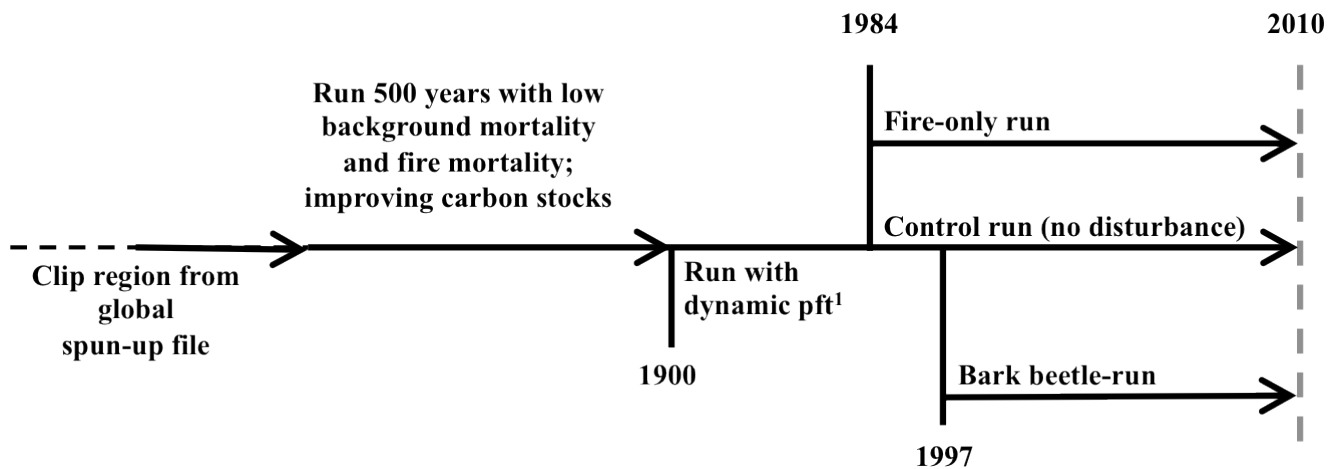 1984
2010
Run 500 years with low
background mortality
and fire mortality;
improving carbon stocks
Fire-only run
Control run (no disturbance)
Clip region from
global
spun-up file
Run with
dynamic pft¹
1900
Bark beetle-run
1997